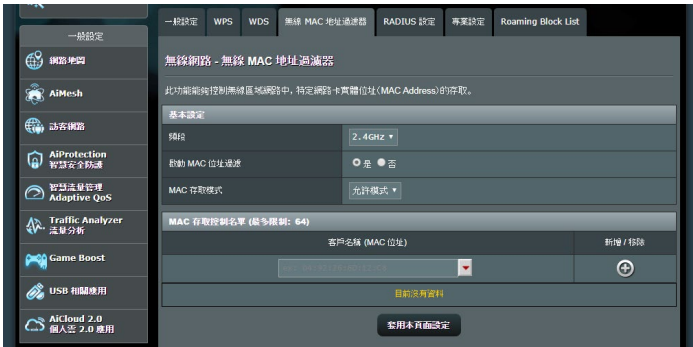 一般設定
WPS
WDS
無線 MAC 地址過濾器
RADIUS 設定
專業設定
Roaming Block List
一般設定
網路地圖
AiMesh
訪客網路
AiProtection
智慧安全防護
智慧流量管理
Adaptive QoS
Traffic Analyzer
流量分析
Game Boost
USB 相關應用
AiCloud 2.0
個人雲 2.0 應用
無線網路 - 無線 MAC 地址過濾器
此功能能夠控制無線區域網路中, 特定網路卡實體位址(MAC Address)的存取。
基本設定
頻段
2.4GHz
啟動 MAC 位址過濾
是 否
MAC 存取模式
允許模式
MAC 存取控制名單 (最多限制: 64)
客戶名稱 (MAC 位址)
新增 / 移除
目前沒有資料
套用本頁面設定